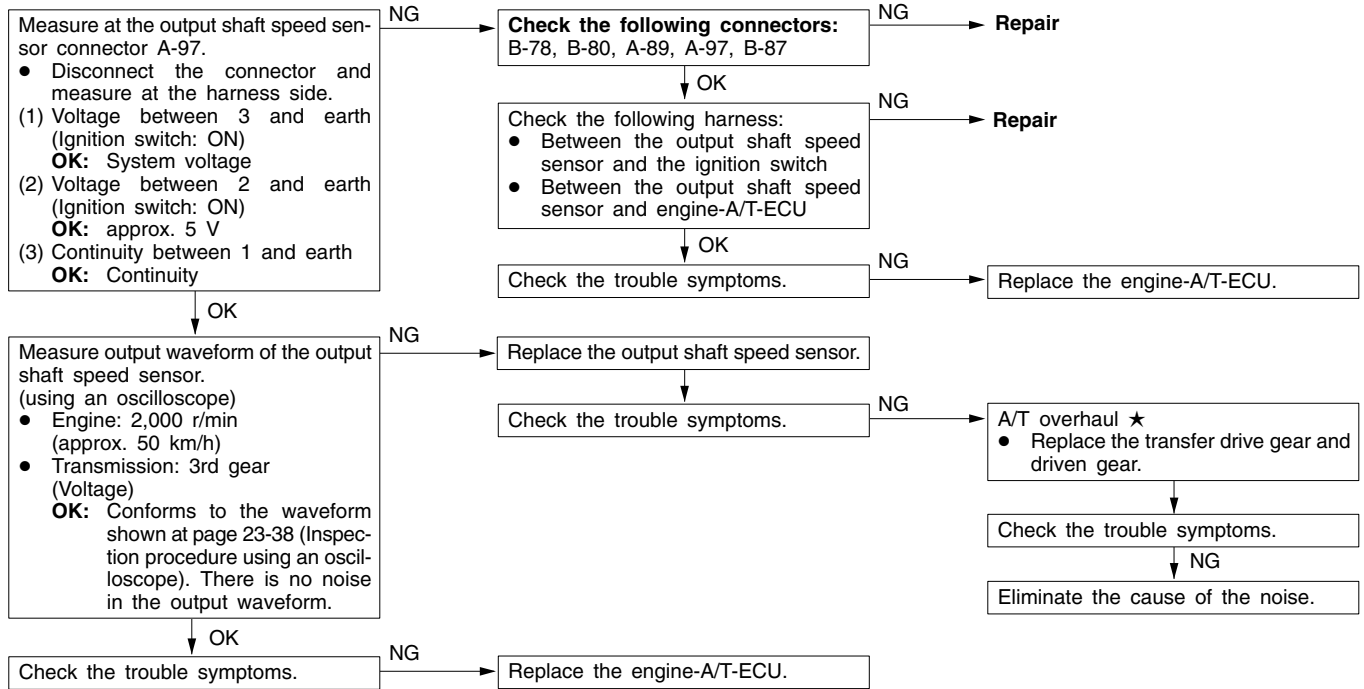 Measure at the output shaft speed sen-
sor connector A-97.
● Disconnect the connector and
measure at the harness side.
(1) Voltage between 3 and earth
(Ignition switch: ON)
OK: System voltage
(2) Voltage between 2 and earth
(Ignition switch: ON)
OK: approx. 5 V
(3) Continuity between 1 and earth
OK: Continuity
NG
Check the following connectors:
B-78, B-80, A-89, A-97, B-87
NG
Repair
OK
Check the following harness:
● Between the output shaft speed
sensor and the ignition switch
● Between the output shaft speed
sensor and engine-A/T-ECU
NG
Repair
OK
Check the trouble symptoms.
NG
Replace the engine-A/T-ECU.
OK
Measure output waveform of the output
shaft speed sensor.
(using an oscilloscope)
● Engine: 2,000 r/min
(approx. 50 km/h)
● Transmission: 3rd gear
(Voltage)
OK: Conforms to the waveform
shown at page 23-38 (Inspec-
tion procedure using an oscil-
loscope). There is no noise
in the output waveform.
NG
Replace the output shaft speed sensor.
Check the trouble symptoms.
NG
A/T overhaul ★
● Replace the transfer drive gear and
driven gear.
Check the trouble symptoms.
NG
Eliminate the cause of the noise.
OK
Check the trouble symptoms.
NG
Replace the engine-A/T-ECU.